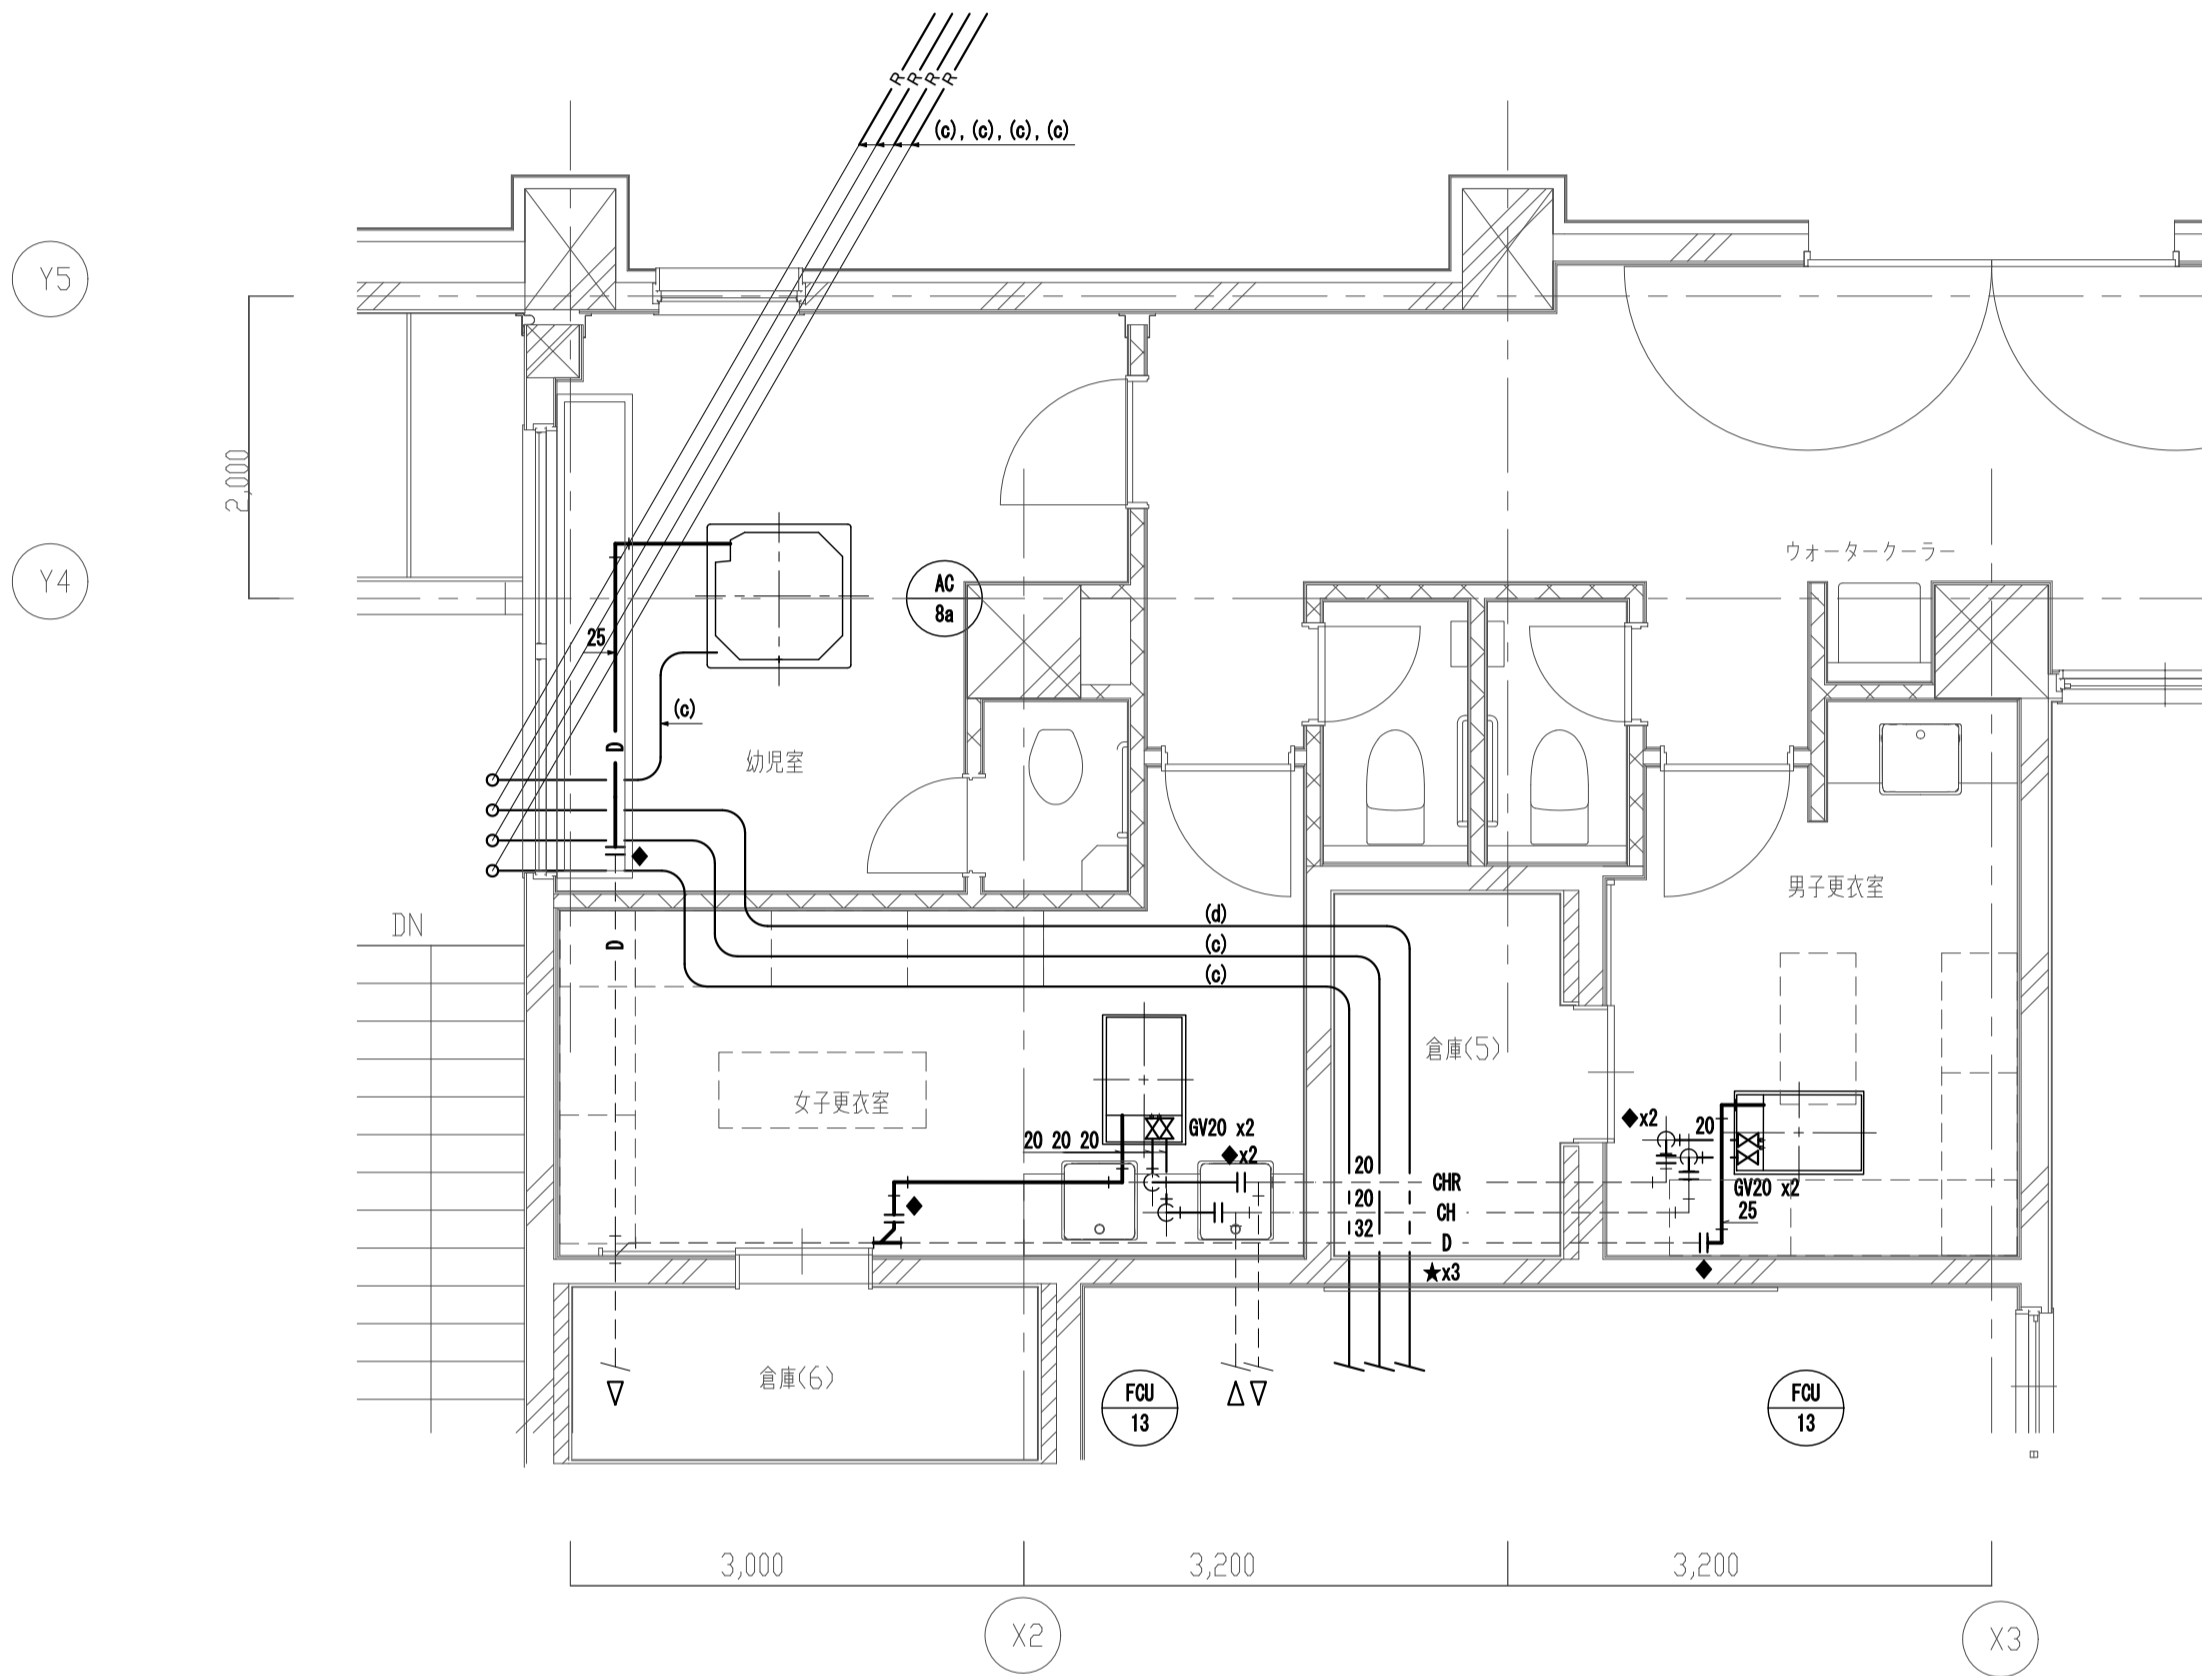 R R R R
(c), (c), (c), (c)
Y5
2,000
ウォータークーラー
Y4
AC
8a
25
(c)
D
幼児室
男子更衣室
DN
(d)
D
(c)
(c)
倉庫(5)
女子更衣室
◆x2
20
GV20 x2
20 20 20
◆x2
20
CHR
20
CH
GV20 x2
25
32
D
★x3
倉庫(6)
FCU
13
FCU
13
3,000
3,200
3,200
X2
X3